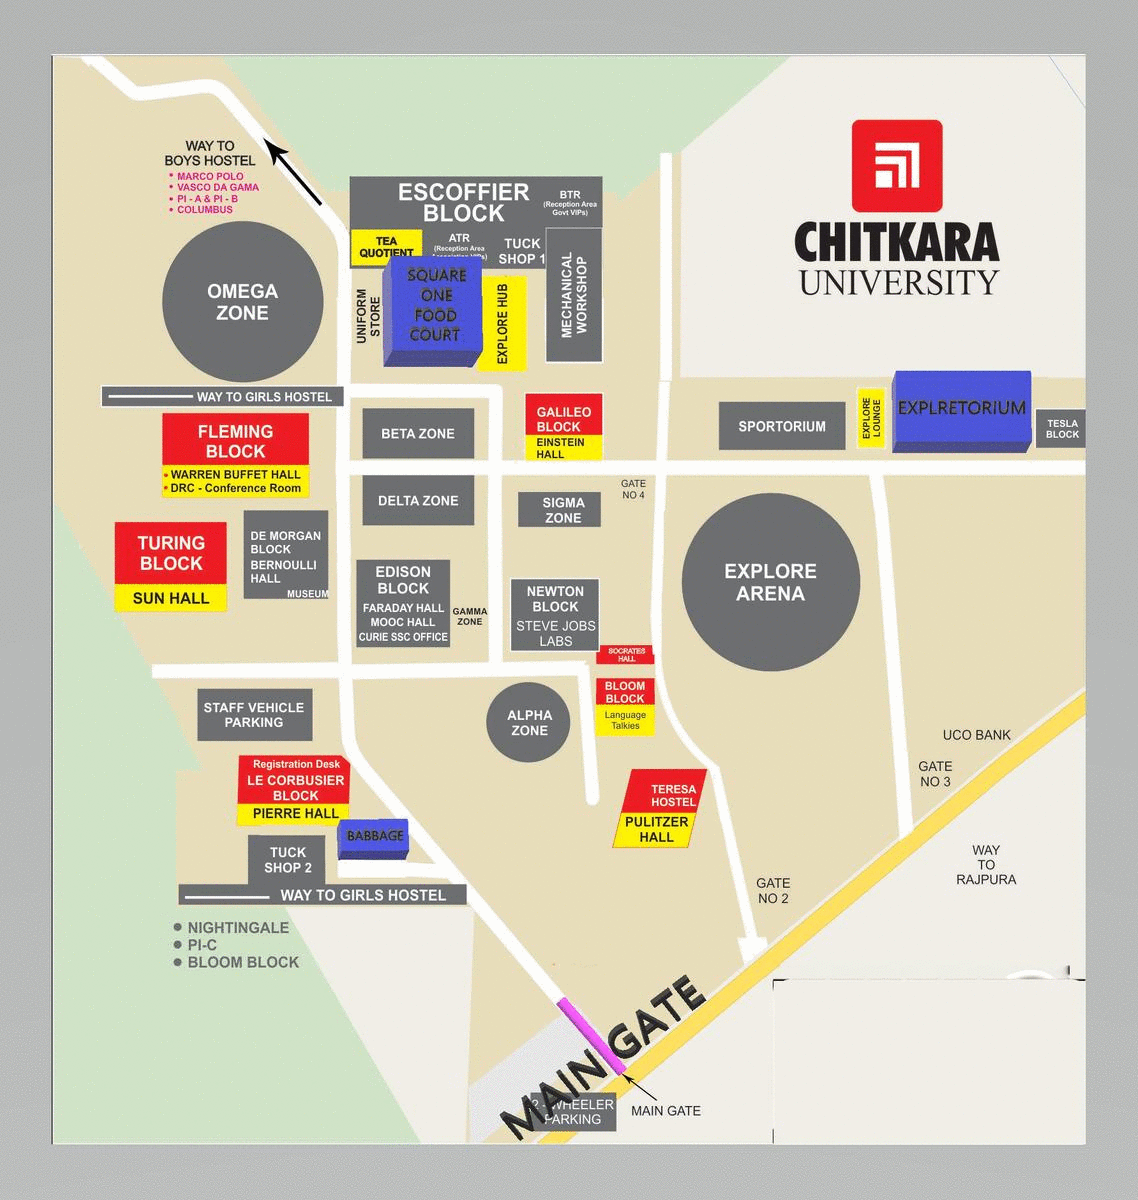 WAY TO
BOYS HOSTEL
• MARCO POLO
• VASCO DA GAMA
• PI - A & PI - B
• COLUMBUS
ESCOFFIER
BLOCK
BTR
(Reception Area
Govt VIPs)
TEA
QUOTIENT
ATR
(Reception Area
TUCK
SHOP 1
CHITKARA
UNIVERSITY
OMEGA
ZONE
UNIFORM
STORE
SQUARE
ONE
FOOD
COURT
EXPLORE HUB
MECHANICAL
WORKSHOP
WAY TO GIRLS HOSTEL
FLEMING
BLOCK
• WARREN BUFFET HALL
• DRC - Conference Room
BETA ZONE
GALILEO
BLOCK
EINSTEIN
HALL
SPORTORIUM
EXPLORE
LOUNGE
EXPLRETORIUM
TESLA
BLOCK
DELTA ZONE
SIGMA
ZONE
GATE
NO 4
TURING
BLOCK
SUN HALL
DE MORGAN
BLOCK
BERNOULLI
HALL
MUSEUM
EDISON
BLOCK
FARADAY HALL
MOOC HALL
CURIE SSC OFFICE
GAMMA
ZONE
NEWTON
BLOCK
STEVE JOBS
LABS
EXPLORE
ARENA
SOCRATES
HALL
BLOOM
BLOCK
Language
Talkies
STAFF VEHICLE
PARKING
ALPHA
ZONE
UCO BANK
GATE
NO 3
Registration Desk
LE CORBUSIER
BLOCK
PIERRE HALL
TERESA
HOSTEL
PULITZER
HALL
BABBAGE
TUCK
SHOP 2
WAY
TO
RAJPURA
GATE
NO 2
WAY TO GIRLS HOSTEL
• NIGHTINGALE
• PI-C
• BLOOM BLOCK
MAIN GATE
2 - WHEELER
PARKING
MAIN GATE